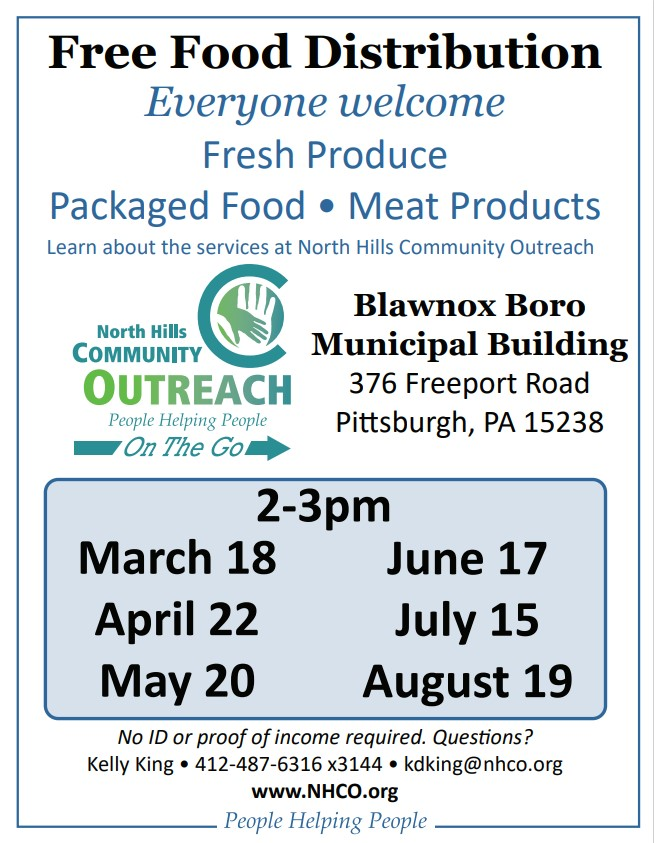 Free Food Distribution
Everyone welcome
Fresh Produce
Packaged Food • Meat Products
Learn about the services at North Hills Community Outreach
North Hills
COMMUNITY
OUTREACH
People Helping People
On The Go
Blawnox Boro
Municipal Building
376 Freeport Road
Pittsburgh, PA 15238
2-3pm
March 18
April 22
May 20
June 17
July 15
August 19
No ID or proof of income required. Questions?
Kelly King • 412-487-6316 x3144 • kdking@nhco.org
www.NHCO.org
People Helping People